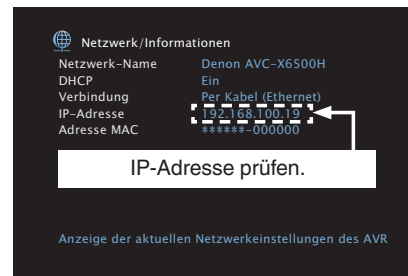 Netzwerk/Informationen
Netzwerk-Name Denon AVC-X6500H
DHCP Ein
Verbindung Per Kabel (Ethernet)
IP-Adresse 192.168.100.19
Adresse MAC ******-000000
IP-Adresse prüfen.
Anzeige der aktuellen Netzwerkeinstellungen des AVR